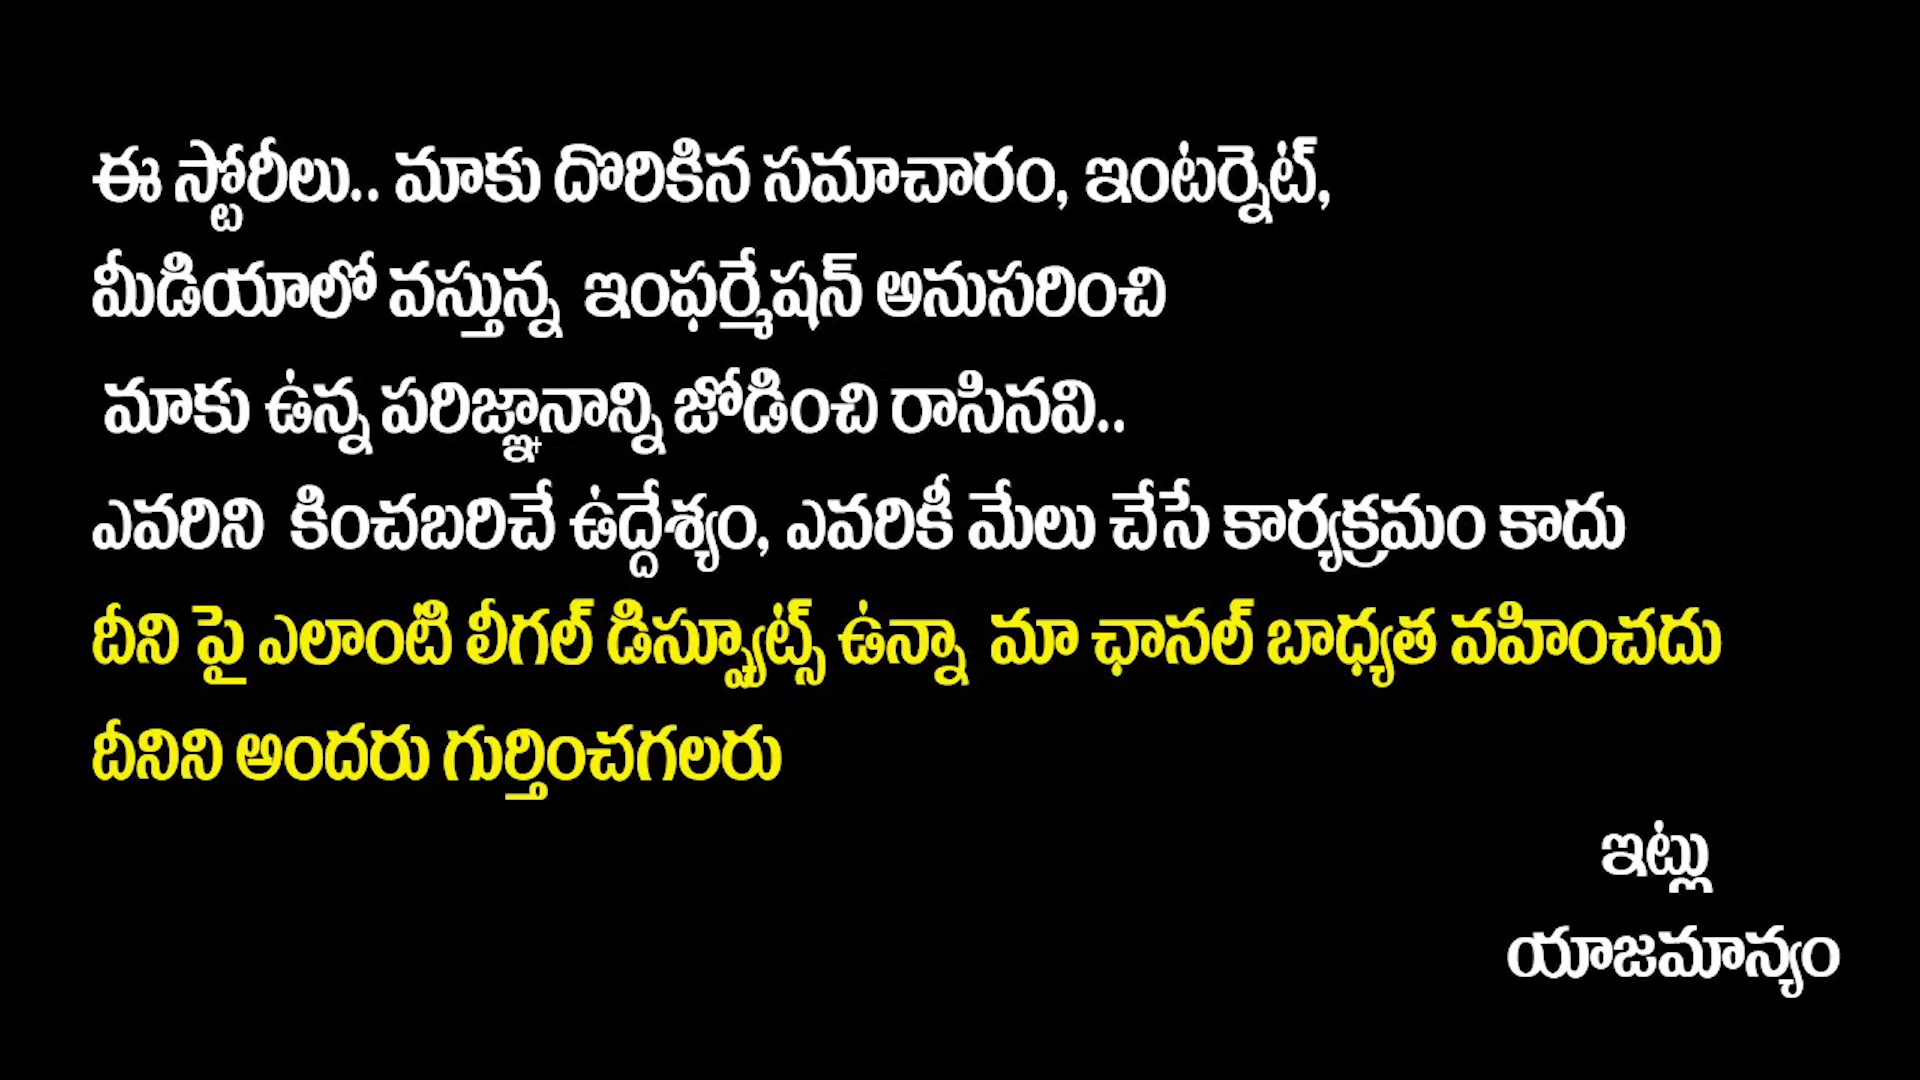 ఈ స్టోరీలు.. మాకు దొరికిన సమాచారం, ఇంటర్నెట్,
మీడియాలో వస్తున్న ఇంఫర్మేషన్ అనుసరించి
మాకు ఉన్న పరిజ్ఞానాన్ని జోడించి రాసినవి..
ఎవరిని కించబరిచే ఉద్దేశ్యం, ఎవరికీ మేలు చేసే కార్యక్రమం కాదు
దీని పై ఎలాంటి లీగల్ డిస్ప్యూట్స్ ఉన్నా మా ఛానల్ బాధ్యత వహించదు
దీనిని అందరు గుర్తించగలరు
ఇట్లు
యాజమాన్యం